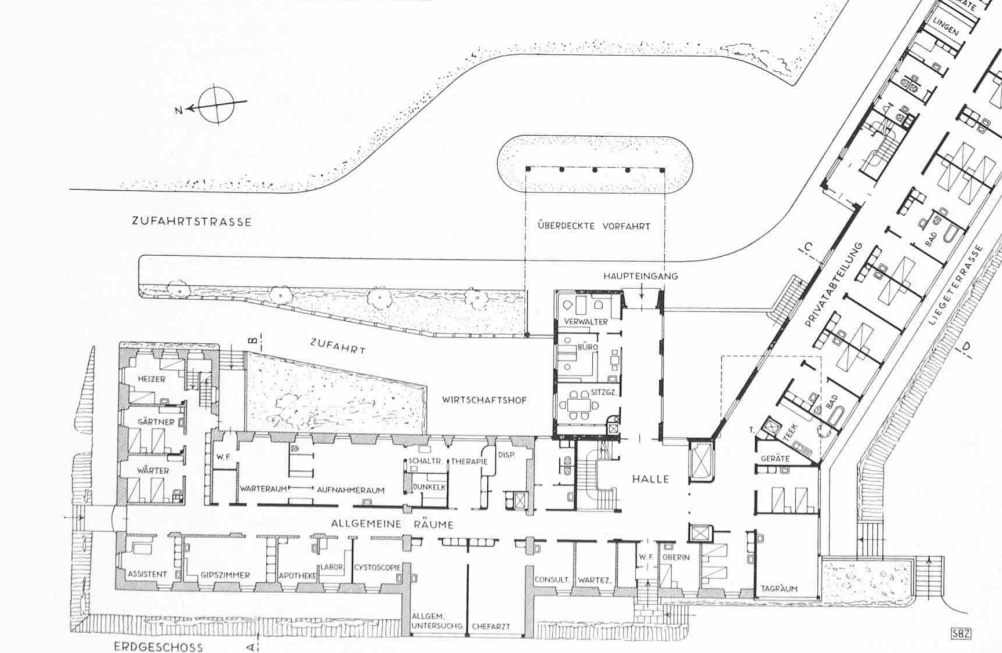 RÄTE
LINGEN
N
ZUFAHRTSTRASSE
ÜBERDECKTE VORFAHRT
HAUPTEINGANG
C
PRIVATABTEILUNG
BAD
LIEGETERRASSE
D
VERWALTER
BÜRO
SITZGZ.
B
ZUFAHRT
WIRTSCHAFTSHOF
HEIZER
GÄRTNER
WÄRTER
BAD
T.
TEEK
GERÄTE
W.F.
WARTERAUM
AUFNAHMERAUM
SCHALTR.
DUNKELK
THERAPIE
DISP.
HALLE
ALLGEMEINE RÄUME
ASSISTENT
GIPSZIMMER
APOTHEKE
LABOR.
CYSTOSCOPIE
CONSULT.
WARTEZ.
W.F.
OBERIN
TAGRAUM
ALLGEM.
UNTERSUCHG.
CHEFARZT
SBZ
ERDGESCHOSS
A